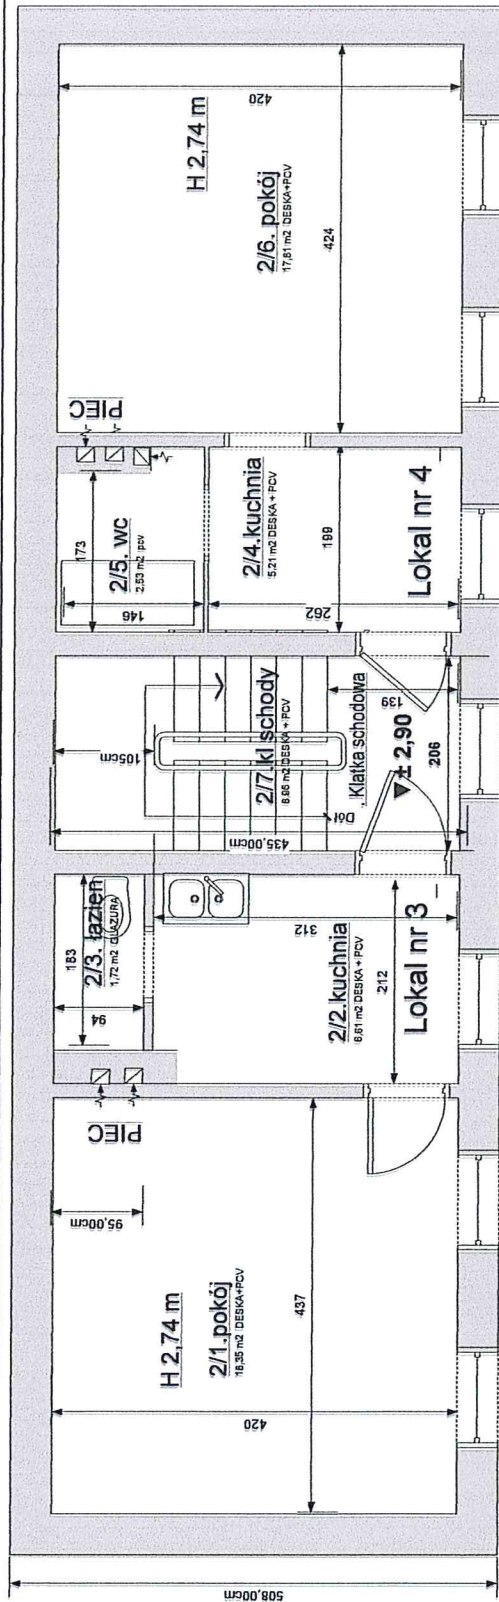 508,00cm
H 2,74 m
2/1.pokój
18,35 m2 DESKA+PCV
420
437
95,00cm
PIEC
94
183
2/3. łazien
1,72 m2 GLAZURA
312
2/2.kuchnia
6,61 m2 DESKA + PCV
212
Lokal nr 3
435,00cm
105cm
2/7.kl schody
8,96 m2 DESKA + PCV
Klatka schodowa
Dół
139
± 2,90
206
146
173
2/5. wc
2,53 m2 pcv
PIEC
2/4.kuchnia
5,21 m2 DESKA + PCV
262
199
Lokal nr 4
H 2,74 m
2/6. pokój
17,81 m2 DESKA+PCV
420
424